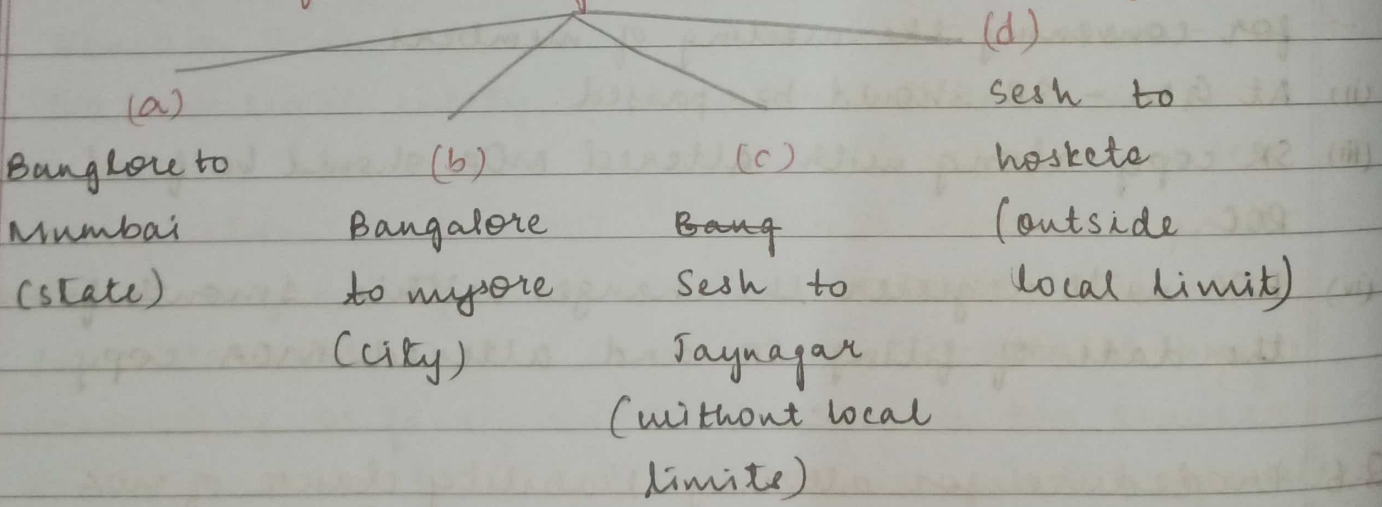 (a)
Banglore to
Mumbai
(state)
(b)
Bangalore
to mysore
(city)
(c)
Bang
Sesh to
Jaynagar
(without local
limits)
(d)
sesh to
hoskete
(outside
local limit)